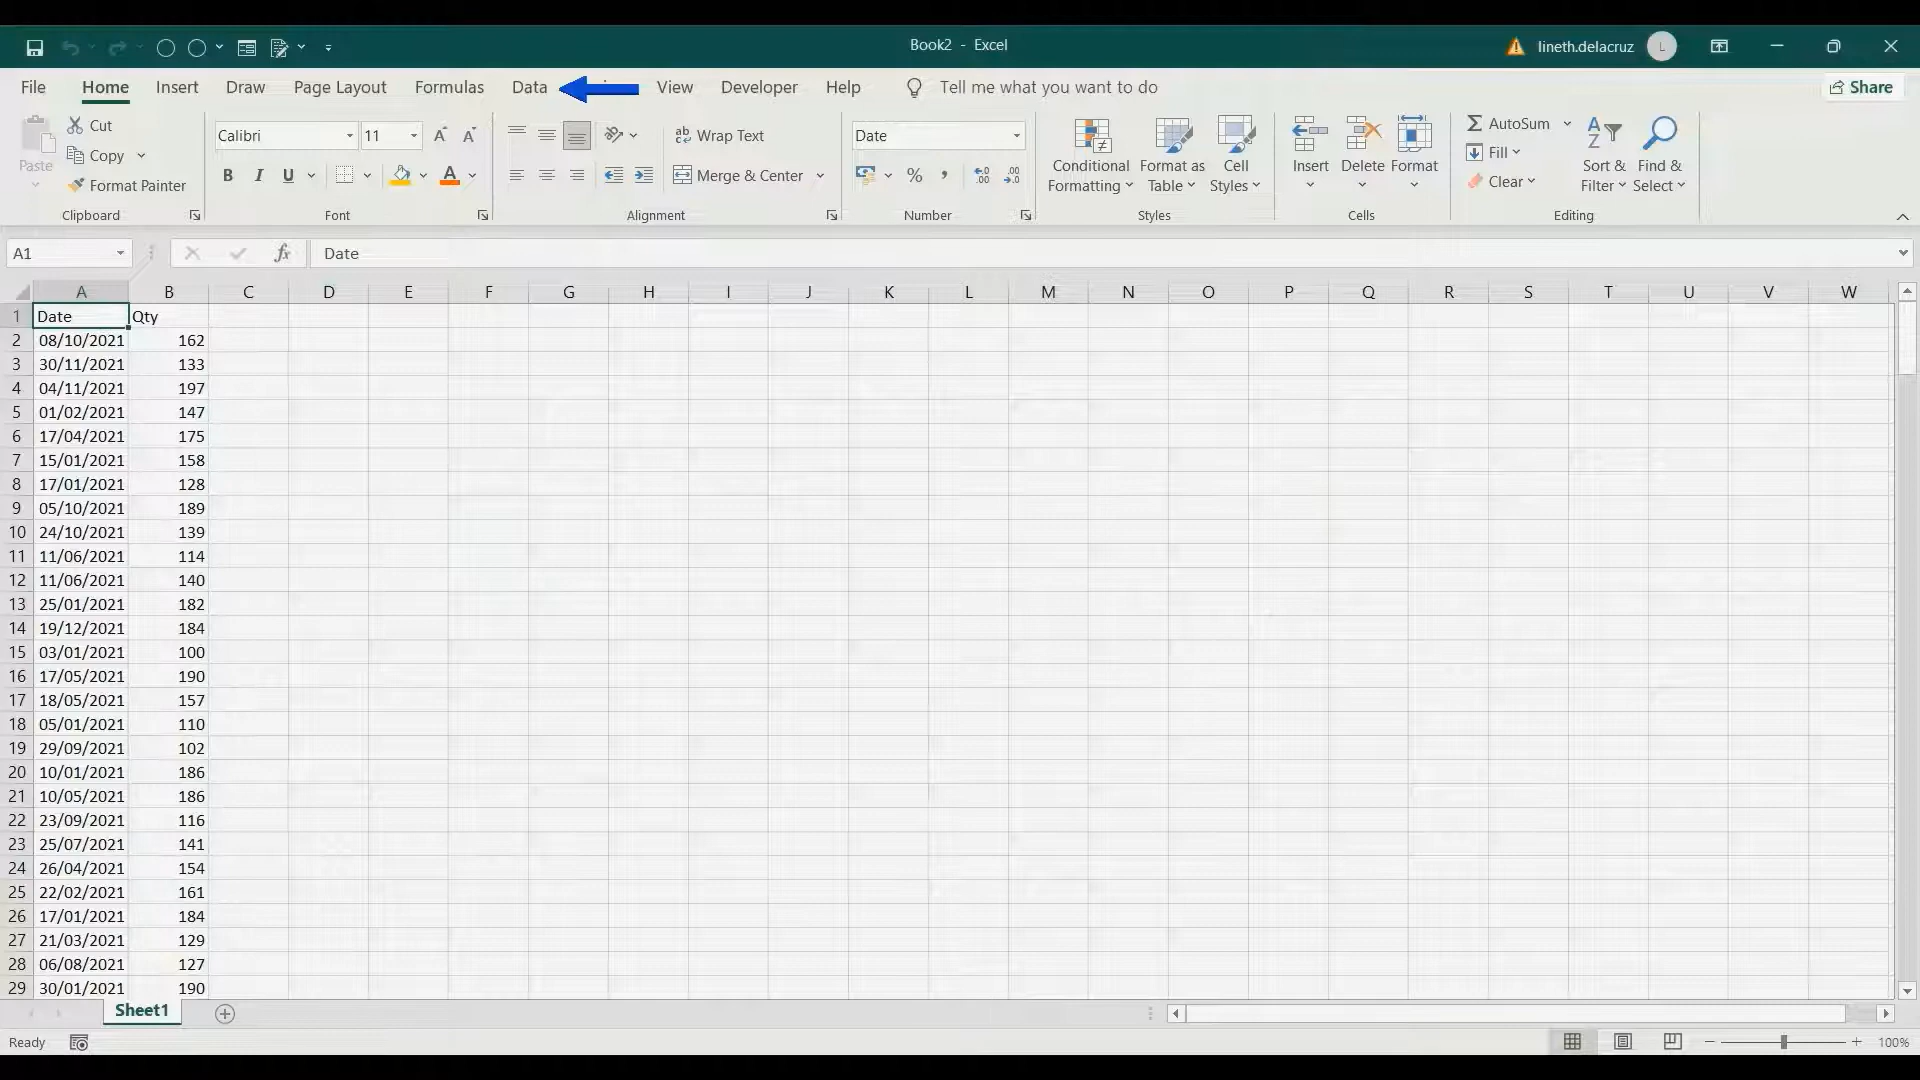 Book2 - Excel
lineth.delacruz
L
File Home Insert Draw Page Layout Formulas Data View Developer Help Tell me what you want to do Share
Cut
Copy
Format Painter
Paste
Clipboard
Calibri 11
B I U
Font
Wrap Text
Merge & Center
Alignment
Date
Number
Conditional Formatting
Format as Table
Cell Styles
Styles
Insert
Delete
Format
Cells
AutoSum
Fill
Clear
Sort & Filter
Find & Select
Editing
A1 fx Date
A B C D E F G H I J K L M N O P Q R S T U V W
1 Date Qty
2 08/10/2021 162
3 30/11/2021 133
4 04/11/2021 197
5 01/02/2021 147
6 17/04/2021 175
7 15/01/2021 158
8 17/01/2021 128
9 05/10/2021 189
10 24/10/2021 139
11 11/06/2021 114
12 11/06/2021 140
13 25/01/2021 182
14 19/12/2021 184
15 03/01/2021 100
16 17/05/2021 190
17 18/05/2021 157
18 05/01/2021 110
19 29/09/2021 102
20 10/01/2021 186
21 10/05/2021 186
22 23/09/2021 116
23 25/07/2021 141
24 26/04/2021 154
25 22/02/2021 161
26 17/01/2021 184
27 21/03/2021 129
28 06/08/2021 127
29 30/01/2021 190
Sheet1
Ready
100%